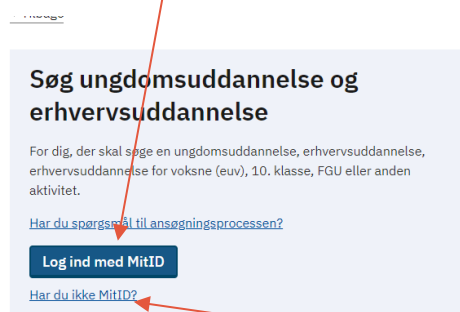 Søg ungdomsuddannelse og
erhvervsuddannelse
For dig, der skal søge en ungdomsuddannelse, erhvervsuddannelse,
erhvervsuddannelse for voksne (euv), 10. klasse, FGU eller anden
aktivitet.
Har du spørgsmål til ansøgningsprocessen?
Log ind med MitID
Har du ikke MitID?